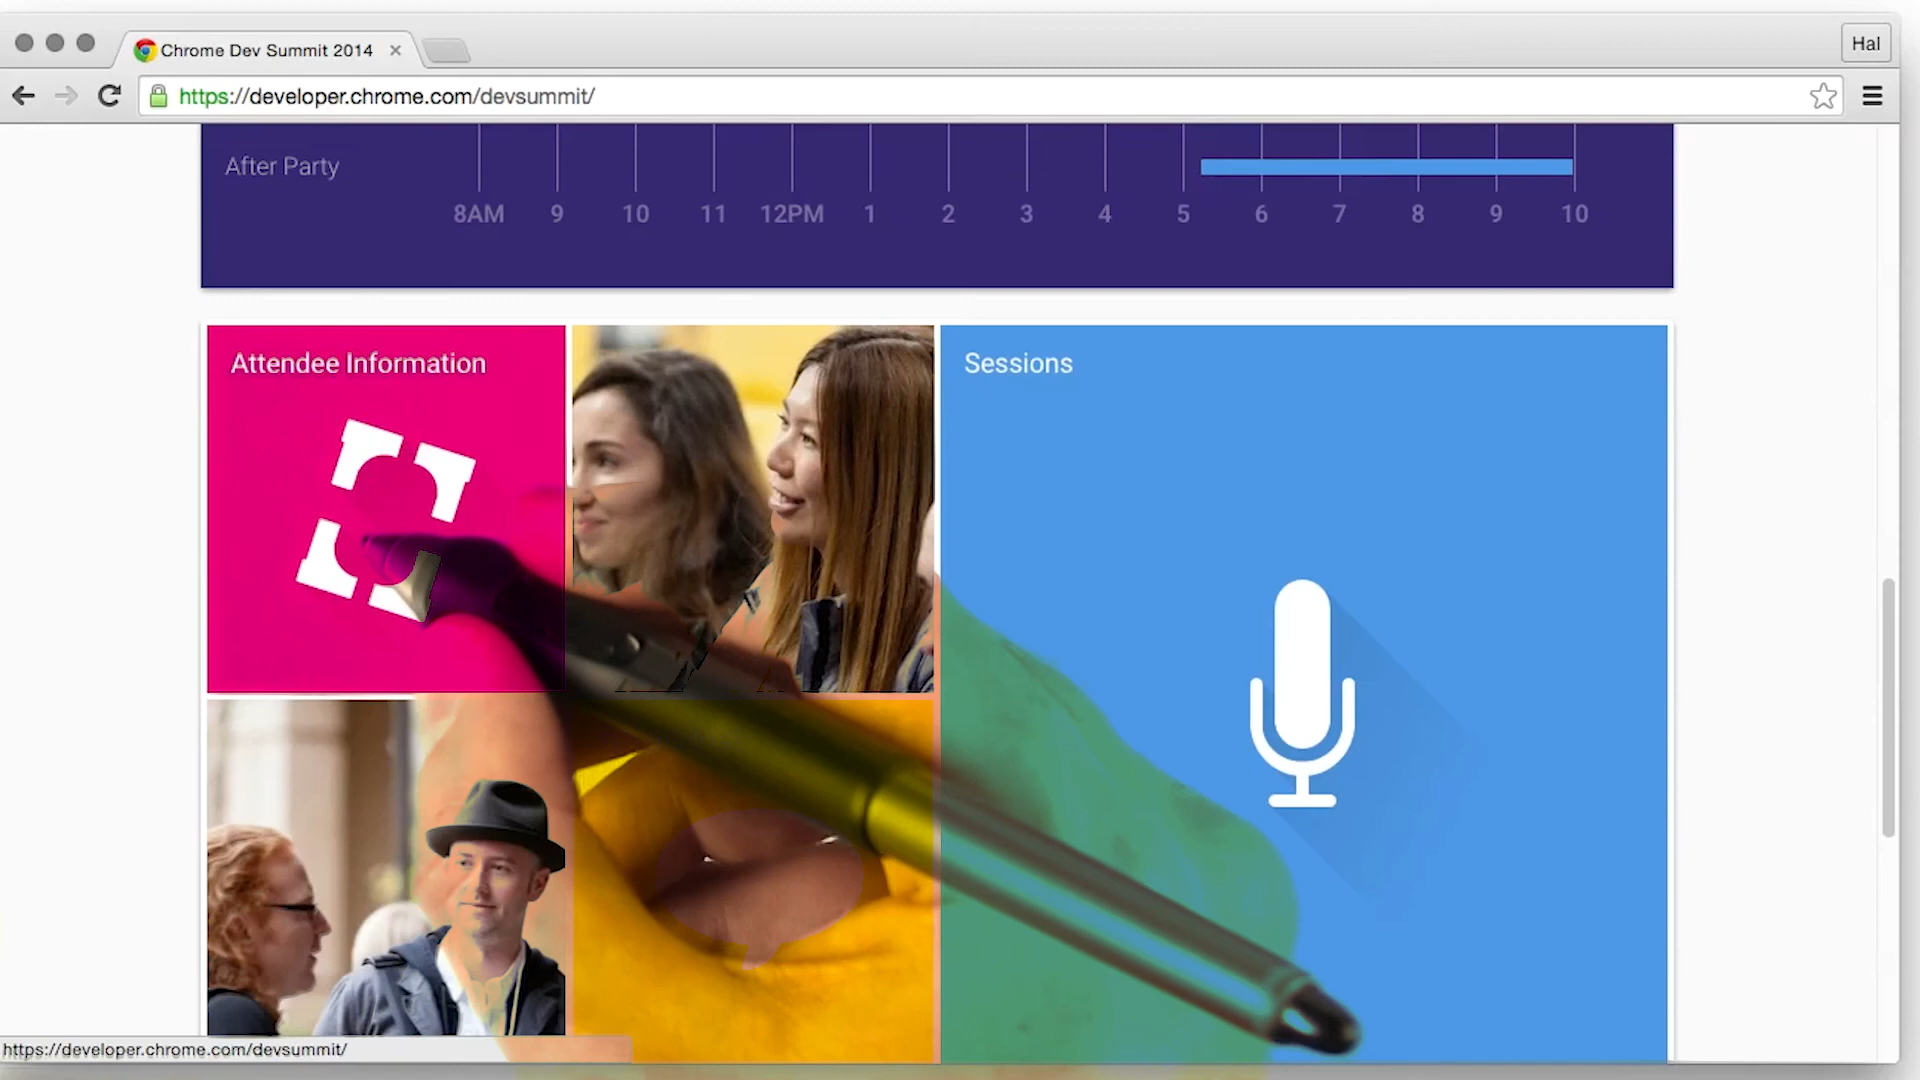 Chrome Dev Summit 2014
Hal
https://developer.chrome.com/devsummit/
After Party
8AM 9 10 11 12PM 1 2 3 4 5 6 7 8 9 10
Attendee Information
Sessions
https://developer.chrome.com/devsummit/